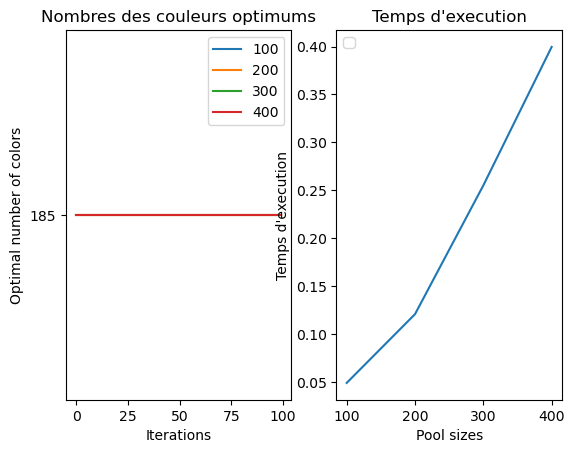 Nombres des couleurs optimums
100
200
300
400
Optimal number of colors
185
0 25 50 75 100
Iterations
Temps d'execution
Temps d'execution
0.40
0.35
0.30
0.25
0.20
0.15
0.10
0.05
100 200 300 400
Pool sizes